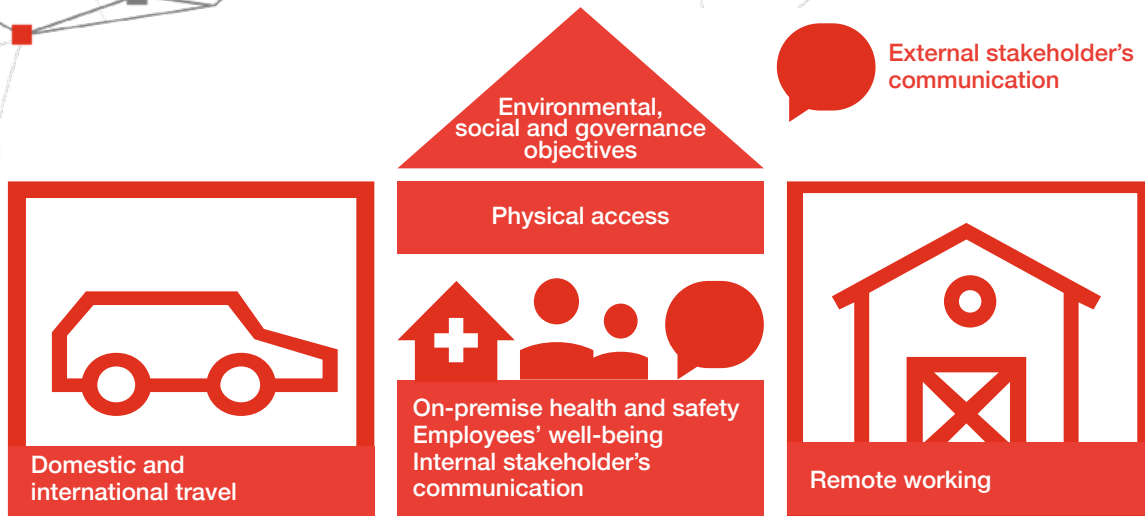 External stakeholder's
communication
Environmental,
social and governance
objectives
Physical access
On-premise health and safety
Employees' well-being
Internal stakeholder's
communication
Domestic and
international travel
Remote working